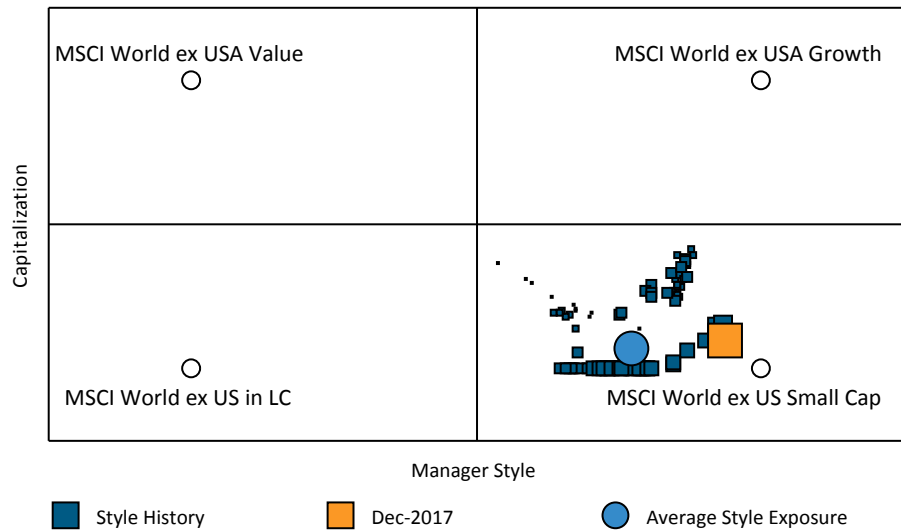 MSCI World ex USA Value
MSCI World ex USA Growth
Capitalization
MSCI World ex US in LC
MSCI World ex US Small Cap
Manager Style
Style History
Dec-2017
Average Style Exposure